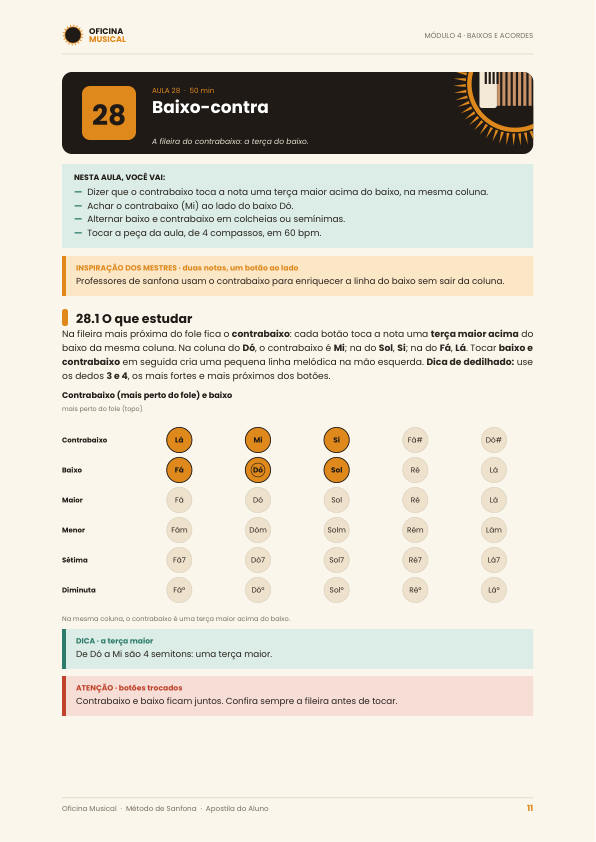 OFICINA
MUSICAL
MÓDULO 4 · BAIXOS E ACORDES
28
AULA 28 · 50 min
Baixo-contra
A fileira do contrabaixo: a terça do baixo.
NESTA AULA, VOCÊ VAI:
— Dizer que o contrabaixo toca a nota uma terça maior acima do baixo, na mesma coluna.
— Achar o contrabaixo (Mi) ao lado do baixo Dó.
— Alternar baixo e contrabaixo em colcheias ou semínimas.
— Tocar a peça da aula, de 4 compassos, em 60 bpm.
INSPIRAÇÃO DOS MESTRES · duas notas, um botão ao lado
Professores de sanfona usam o contrabaixo para enriquecer a linha do baixo sem sair da coluna.
28.1 O que estudar
Na fileira mais próxima do fole fica o contrabaixo: cada botão toca a nota uma terça maior acima do
baixo da mesma coluna. Na coluna do Dó, o contrabaixo é Mi; na do Sol, Si; na do Fá, Lá. Tocar baixo e
contrabaixo em seguida cria uma pequena linha melódica na mão esquerda. Dica de dedilhado: use
os dedos 3 e 4, os mais fortes e mais próximos dos botões.
Contrabaixo (mais perto do fole) e baixo
mais perto do fole (topo)
Contrabaixo Lá Mi Si Fá# Dó#
Baixo Fá Dó Sol Ré Lá
Maior Fá Dó Sol Ré Lá
Menor Fám Dóm Solm Rém Lám
Sétima Fá7 Dó7 Sol7 Ré7 Lá7
Diminuta Fá° Dó° Sol° Ré° Lá°
Na mesma coluna, o contrabaixo é uma terça maior acima do baixo.
DICA · a terça maior
De Dó a Mi são 4 semitons: uma terça maior.
ATENÇÃO · botões trocados
Contrabaixo e baixo ficam juntos. Confira sempre a fileira antes de tocar.
Oficina Musical · Método de Sanfona · Apostila do Aluno
11